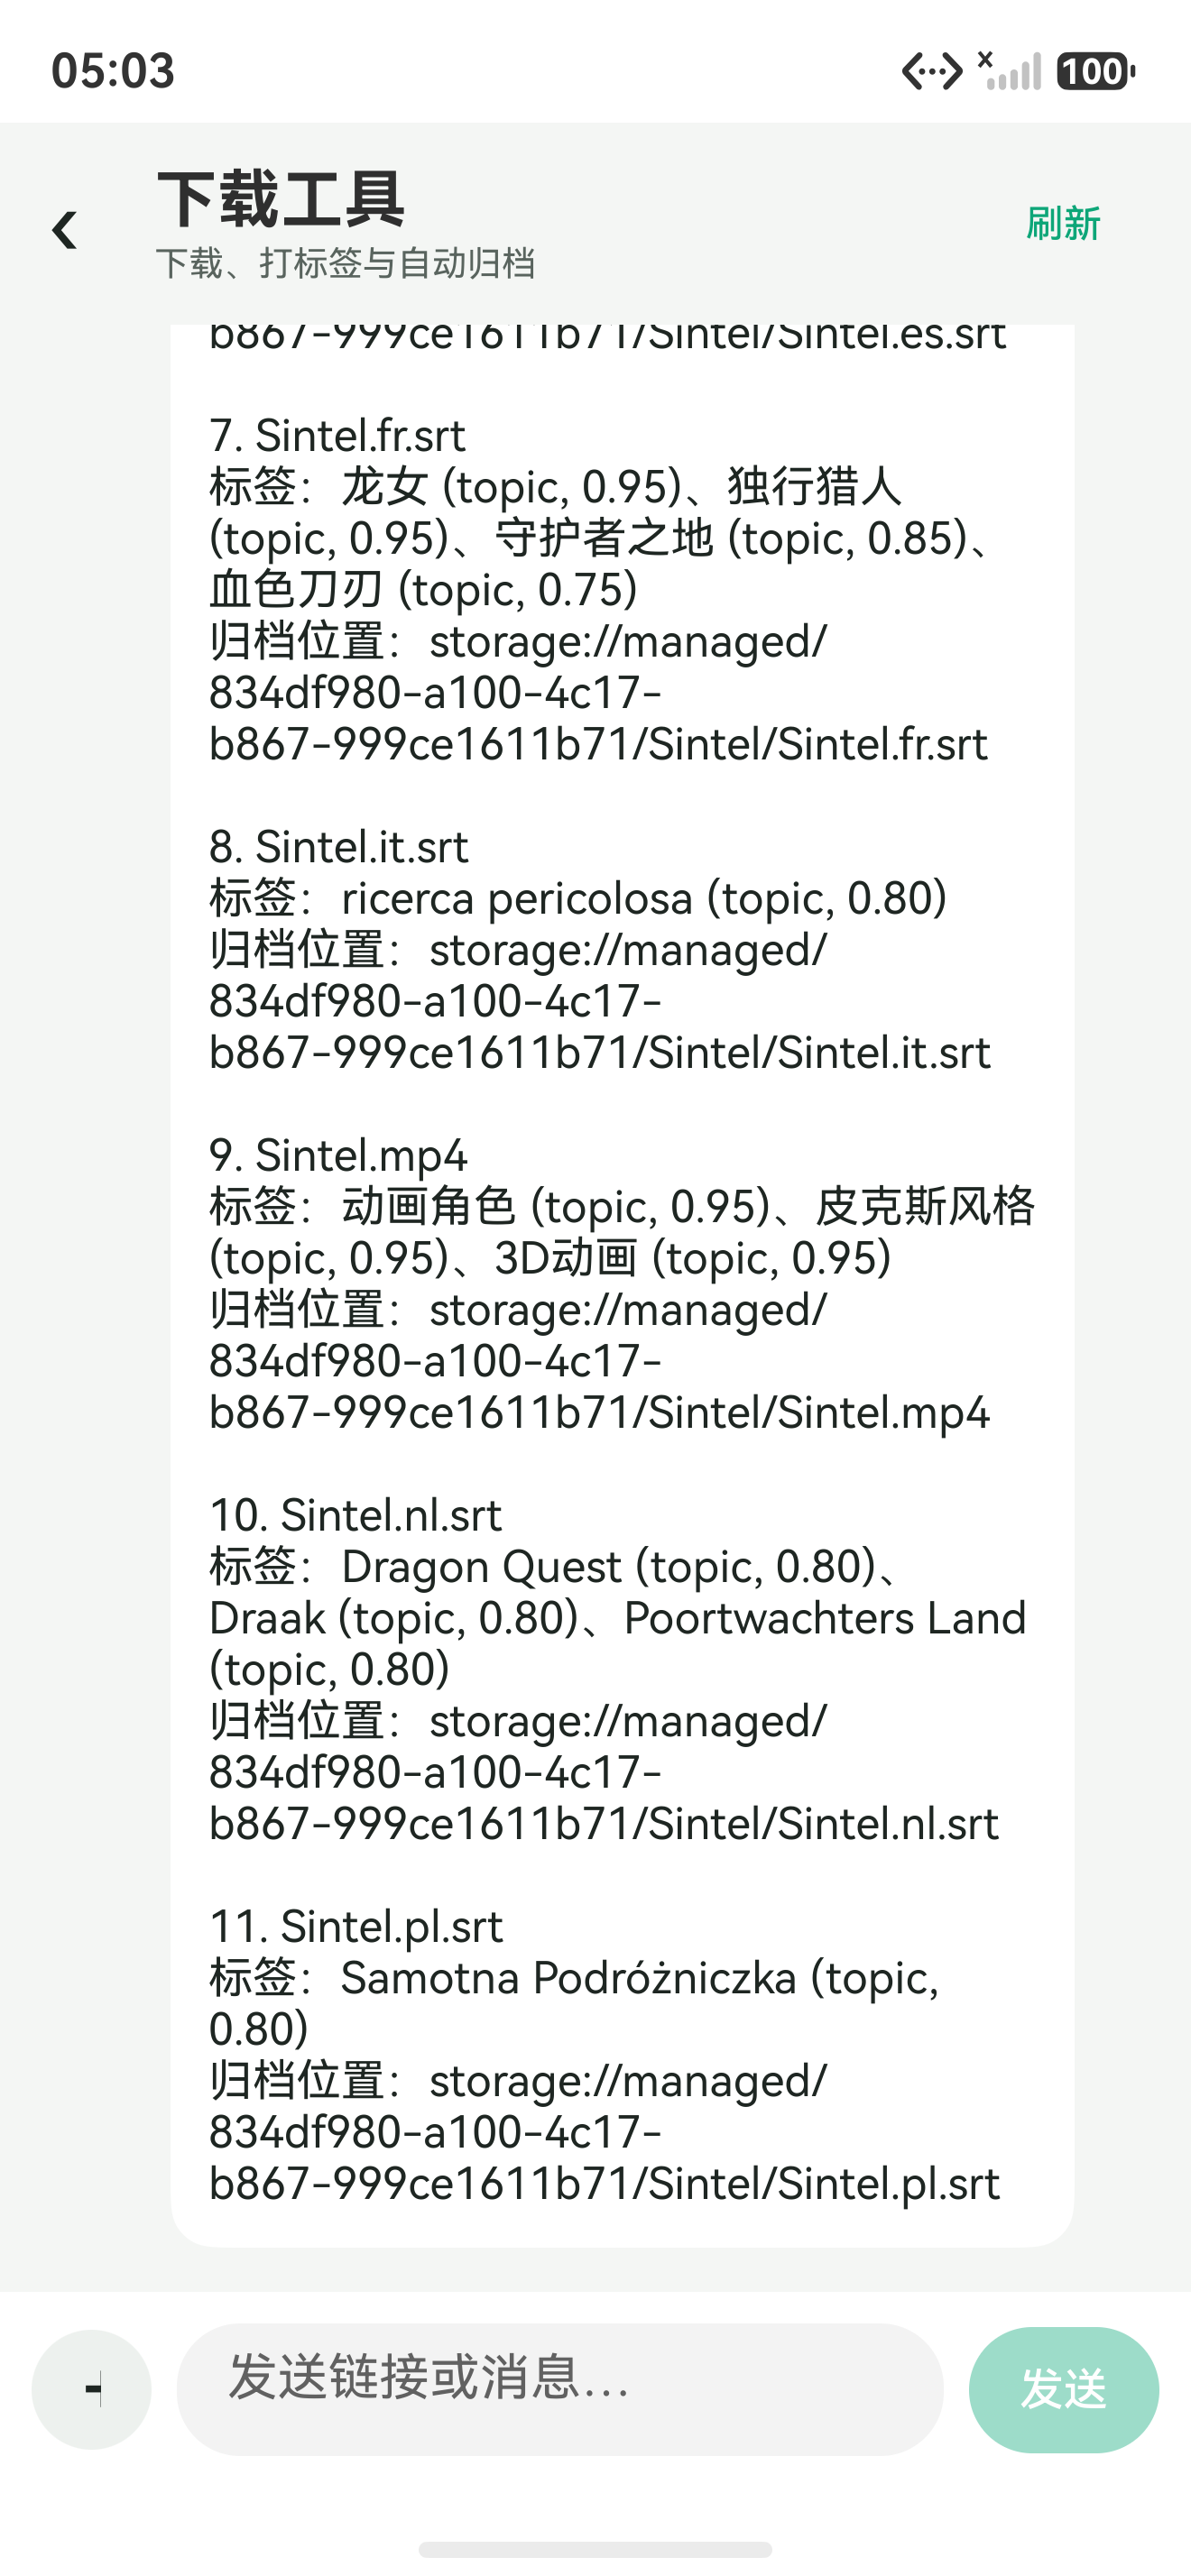 05:03
100
下载工具
下载、打标签与自动归档
刷新
b867-999ce1611b71/Sintel/Sintel.es.srt
7. Sintel.fr.srt
标签：龙女 (topic, 0.95)、独行猎人
(topic, 0.95)、守护者之地 (topic, 0.85)、
血色刀刃 (topic, 0.75)
归档位置：storage://managed/
834df980-a100-4c17-
b867-999ce1611b71/Sintel/Sintel.fr.srt
8. Sintel.it.srt
标签：ricerca pericolosa (topic, 0.80)
归档位置：storage://managed/
834df980-a100-4c17-
b867-999ce1611b71/Sintel/Sintel.it.srt
9. Sintel.mp4
标签：动画角色 (topic, 0.95)、皮克斯风格
(topic, 0.95)、3D动画 (topic, 0.95)
归档位置：storage://managed/
834df980-a100-4c17-
b867-999ce1611b71/Sintel/Sintel.mp4
10. Sintel.nl.srt
标签：Dragon Quest (topic, 0.80)、
Draak (topic, 0.80)、Poortwachters Land
(topic, 0.80)
归档位置：storage://managed/
834df980-a100-4c17-
b867-999ce1611b71/Sintel/Sintel.nl.srt
11. Sintel.pl.srt
标签：Samotna Podróżniczka (topic,
0.80)
归档位置：storage://managed/
834df980-a100-4c17-
b867-999ce1611b71/Sintel/Sintel.pl.srt
发送链接或消息...
发送